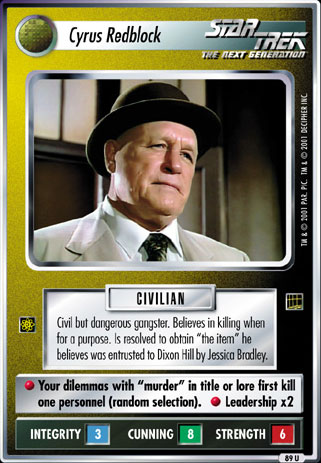 Cyrus Redblock
STAR TREK
THE NEXT GENERATION
TM & © 2001 PAR. PIC. TM & © 2001 DECIPHER INC.
CIVILIAN
Civil but dangerous gangster. Believes in killing when
for a purpose. Is resolved to obtain "the item" he
believes was entrusted to Dixon Hill by Jessica Bradley.
Your dilemmas with "murder" in title or lore first kill
one personnel (random selection). • Leadership x2
INTEGRITY 3 CUNNING 8 STRENGTH 6
89 U